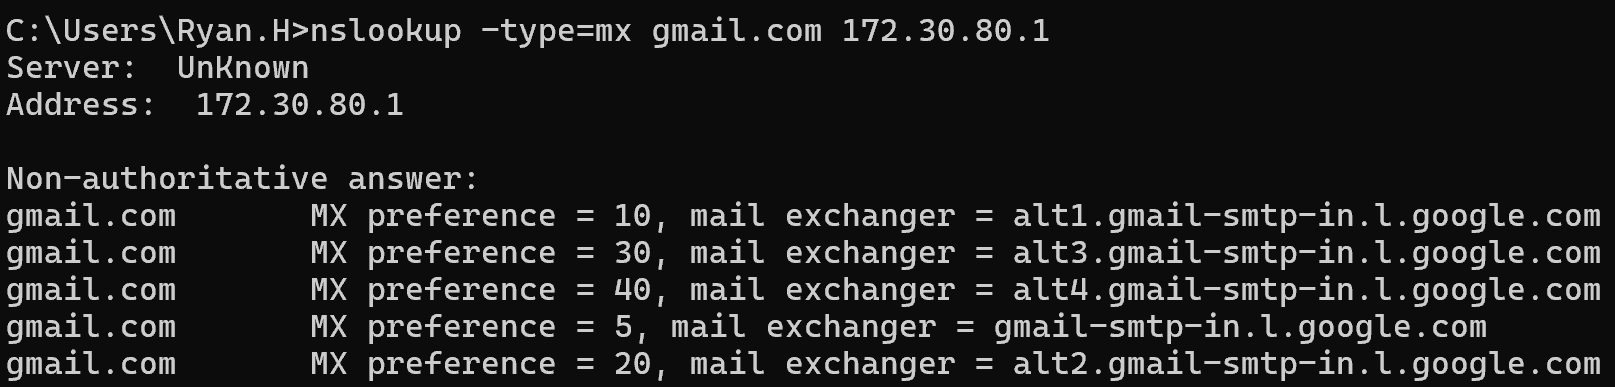 C:\Users\Ryan.H>nslookup -type=mx gmail.com 172.30.80.1
Server:  UnKnown
Address:  172.30.80.1

Non-authoritative answer:
gmail.com       MX preference = 10, mail exchanger = alt1.gmail-smtp-in.l.google.com
gmail.com       MX preference = 30, mail exchanger = alt3.gmail-smtp-in.l.google.com
gmail.com       MX preference = 40, mail exchanger = alt4.gmail-smtp-in.l.google.com
gmail.com       MX preference = 5, mail exchanger = gmail-smtp-in.l.google.com
gmail.com       MX preference = 20, mail exchanger = alt2.gmail-smtp-in.l.google.com